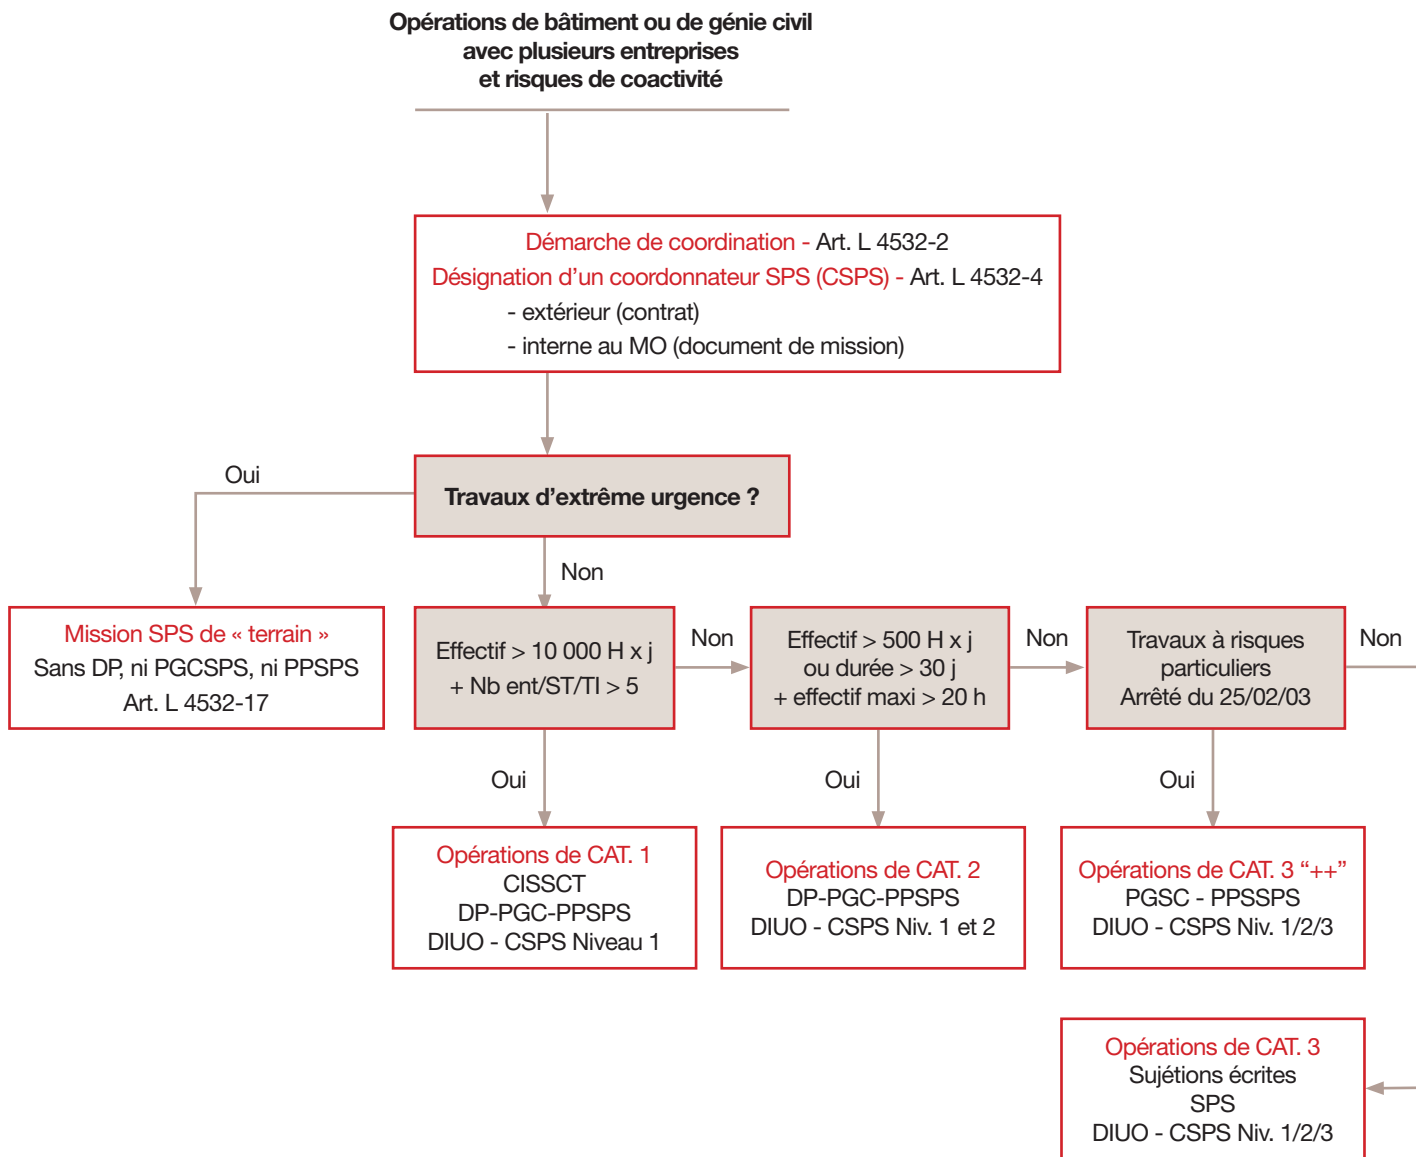 Opérations de bâtiment ou de génie civil
avec plusieurs entreprises
et risques de coactivité
Démarche de coordination - Art. L 4532-2
Désignation d’un coordonnateur SPS (CSPS) - Art. L 4532-4
- extérieur (contrat)
- interne au MO (document de mission)
Oui
Travaux d’extrême urgence ?
Non
Mission SPS de « terrain »
Sans DP, ni PGCSPS, ni PPSPS
Art. L 4532-17
Effectif > 10 000 H x j
+ Nb ent/ST/TI > 5
Non
Effectif > 500 H x j
ou durée > 30 j
+ effectif maxi > 20 h
Non
Travaux à risques
particuliers
Arrêté du 25/02/03
Non
Oui
Oui
Oui
Opérations de CAT. 1
CISSCT
DP-PGC-PPSPS
DIUO - CSPS Niveau 1
Opérations de CAT. 2
DP-PGC-PPSPS
DIUO - CSPS Niv. 1 et 2
Opérations de CAT. 3 “++”
PGSC - PPSSPS
DIUO - CSPS Niv. 1/2/3
Opérations de CAT. 3
Sujétions écrites
SPS
DIUO - CSPS Niv. 1/2/3